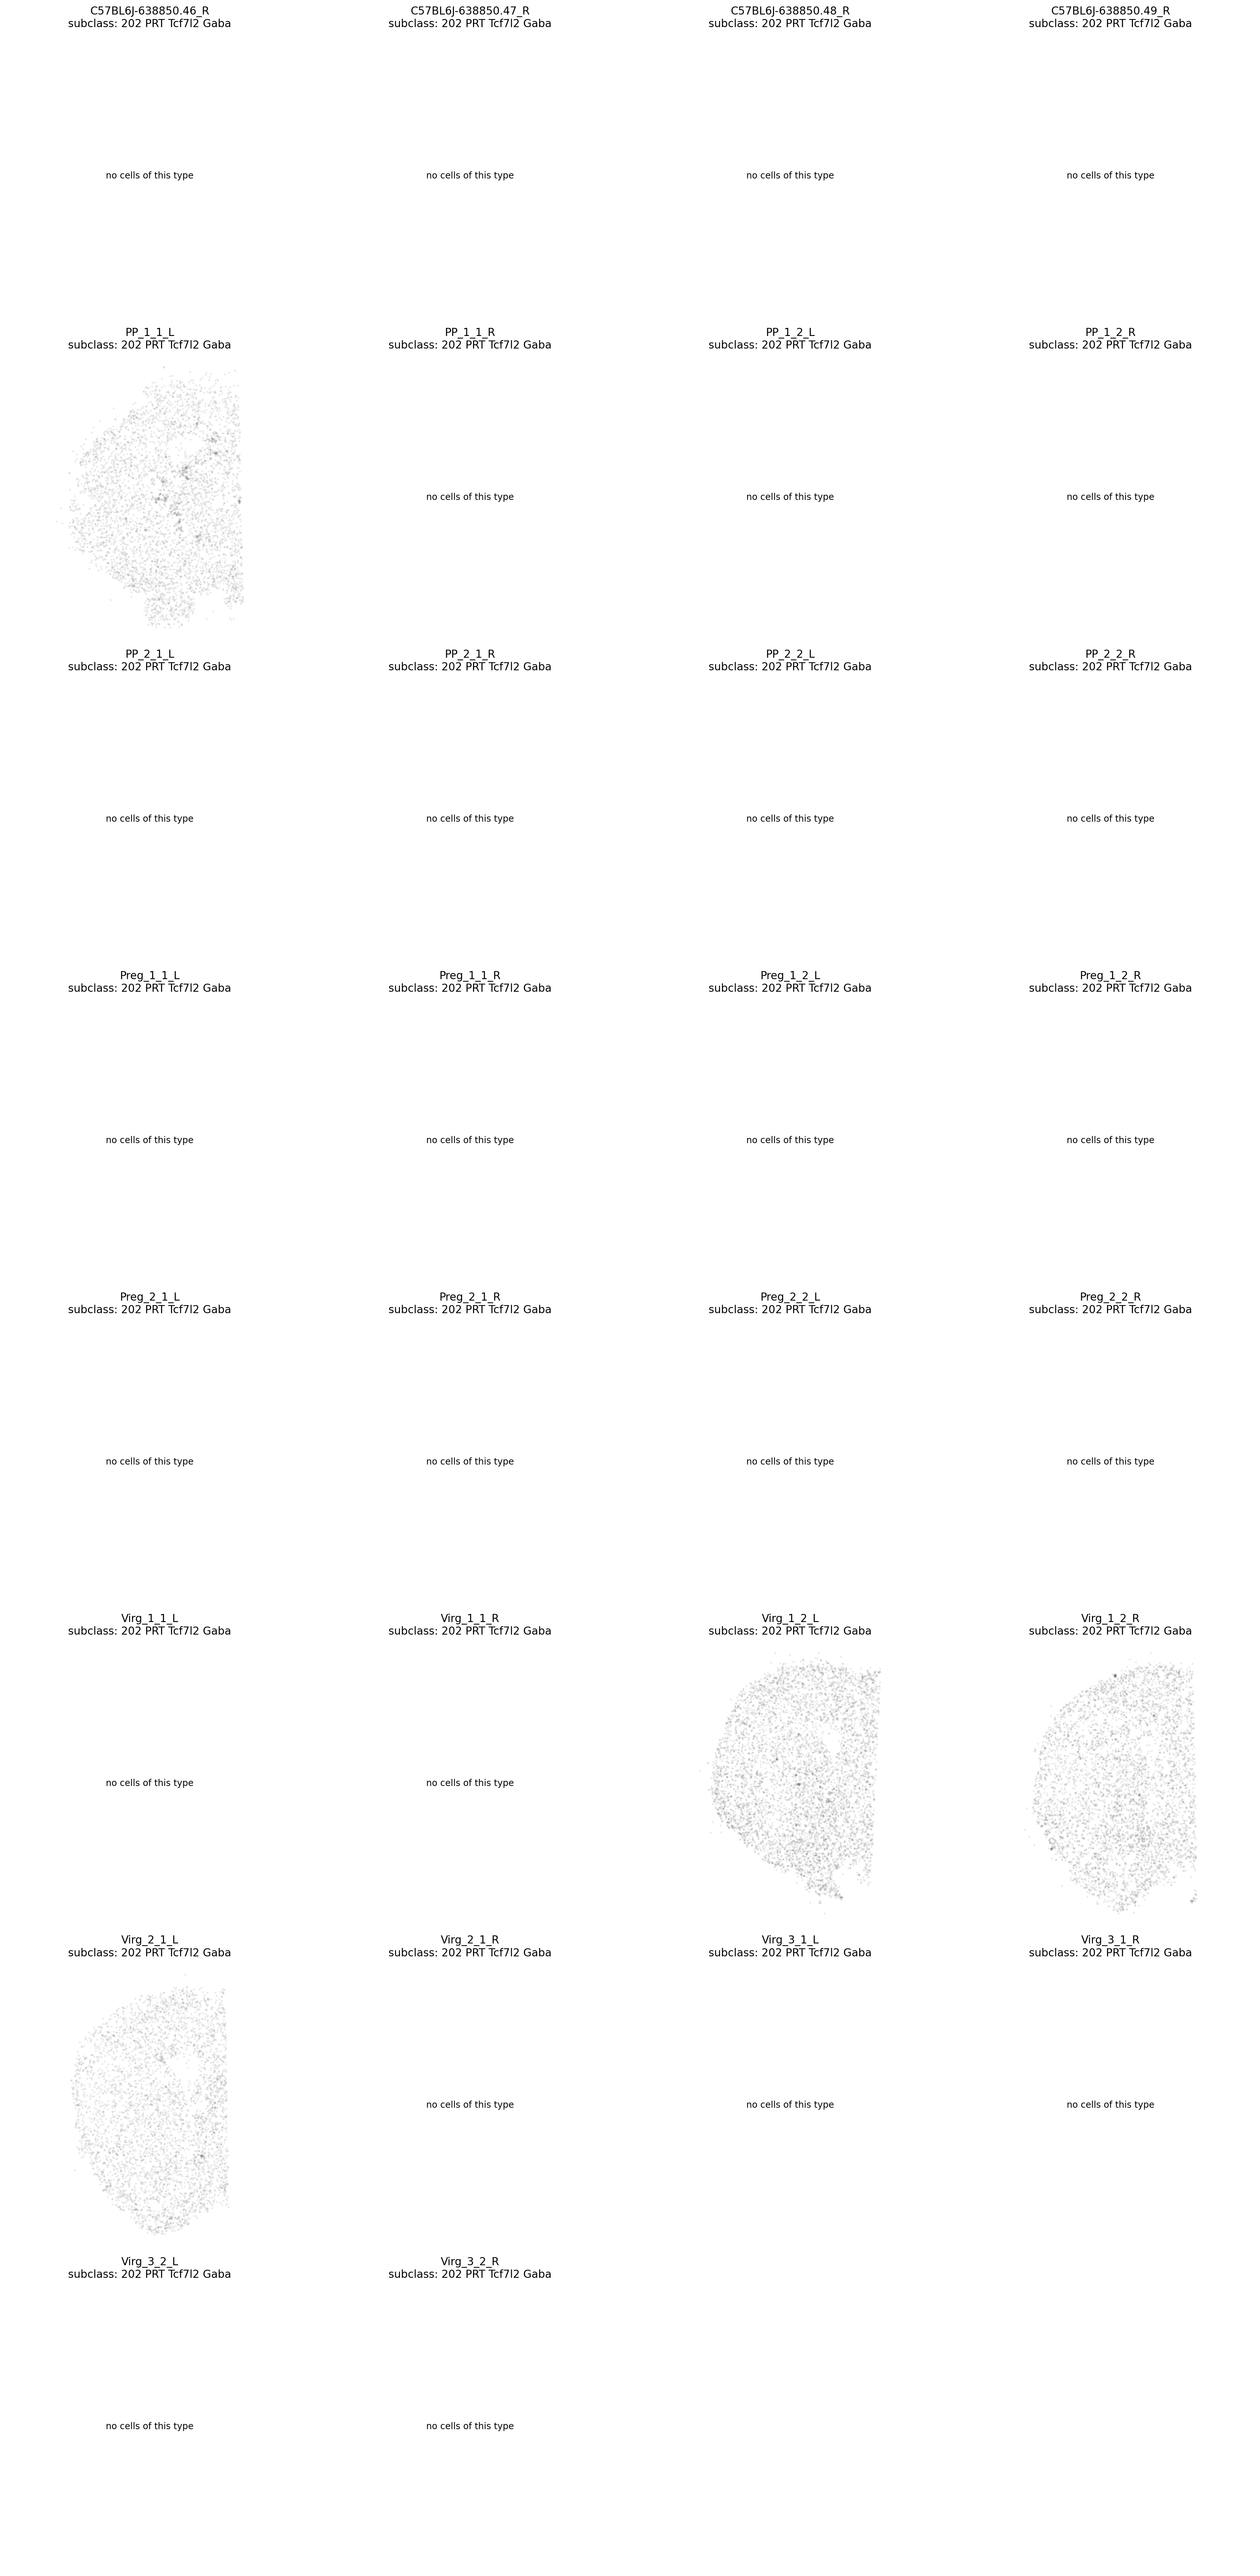 C57BL6J-638850.46_R
subclass: 202 PRT Tcf7l2 Gaba
C57BL6J-638850.47_R
subclass: 202 PRT Tcf7l2 Gaba
C57BL6J-638850.48_R
subclass: 202 PRT Tcf7l2 Gaba
C57BL6J-638850.49_R
subclass: 202 PRT Tcf7l2 Gaba
no cells of this type
no cells of this type
no cells of this type
no cells of this type
PP_1_1_L
subclass: 202 PRT Tcf7l2 Gaba
PP_1_1_R
subclass: 202 PRT Tcf7l2 Gaba
PP_1_2_L
subclass: 202 PRT Tcf7l2 Gaba
PP_1_2_R
subclass: 202 PRT Tcf7l2 Gaba
no cells of this type
no cells of this type
no cells of this type
PP_2_1_L
subclass: 202 PRT Tcf7l2 Gaba
PP_2_1_R
subclass: 202 PRT Tcf7l2 Gaba
PP_2_2_L
subclass: 202 PRT Tcf7l2 Gaba
PP_2_2_R
subclass: 202 PRT Tcf7l2 Gaba
no cells of this type
no cells of this type
no cells of this type
no cells of this type
Preg_1_1_L
subclass: 202 PRT Tcf7l2 Gaba
Preg_1_1_R
subclass: 202 PRT Tcf7l2 Gaba
Preg_1_2_L
subclass: 202 PRT Tcf7l2 Gaba
Preg_1_2_R
subclass: 202 PRT Tcf7l2 Gaba
no cells of this type
no cells of this type
no cells of this type
no cells of this type
Preg_2_1_L
subclass: 202 PRT Tcf7l2 Gaba
Preg_2_1_R
subclass: 202 PRT Tcf7l2 Gaba
Preg_2_2_L
subclass: 202 PRT Tcf7l2 Gaba
Preg_2_2_R
subclass: 202 PRT Tcf7l2 Gaba
no cells of this type
no cells of this type
no cells of this type
no cells of this type
Virg_1_1_L
subclass: 202 PRT Tcf7l2 Gaba
Virg_1_1_R
subclass: 202 PRT Tcf7l2 Gaba
Virg_1_2_L
subclass: 202 PRT Tcf7l2 Gaba
Virg_1_2_R
subclass: 202 PRT Tcf7l2 Gaba
no cells of this type
no cells of this type
Virg_2_1_L
subclass: 202 PRT Tcf7l2 Gaba
Virg_2_1_R
subclass: 202 PRT Tcf7l2 Gaba
Virg_3_1_L
subclass: 202 PRT Tcf7l2 Gaba
Virg_3_1_R
subclass: 202 PRT Tcf7l2 Gaba
no cells of this type
no cells of this type
no cells of this type
Virg_3_2_L
subclass: 202 PRT Tcf7l2 Gaba
Virg_3_2_R
subclass: 202 PRT Tcf7l2 Gaba
no cells of this type
no cells of this type